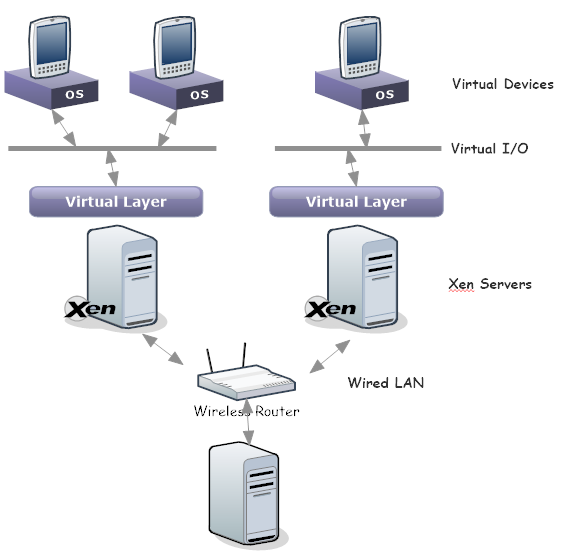 OS
OS
OS
Virtual Devices
Virtual I/O
Virtual Layer
Virtual Layer
Xen
Xen
Xen Servers
Wired LAN
Wireless Router